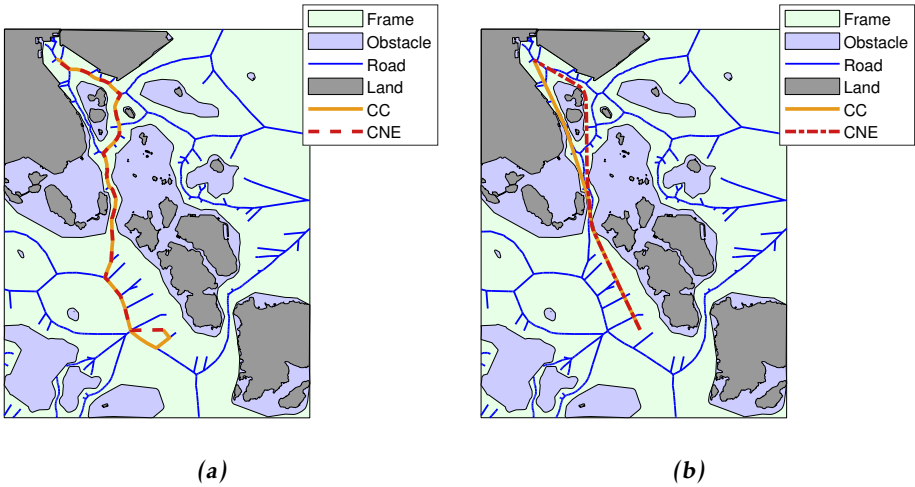 Frame
Obstacle
Road
Land
CC
CNE
Frame
Obstacle
Road
Land
CC
CNE
(a)
(b)